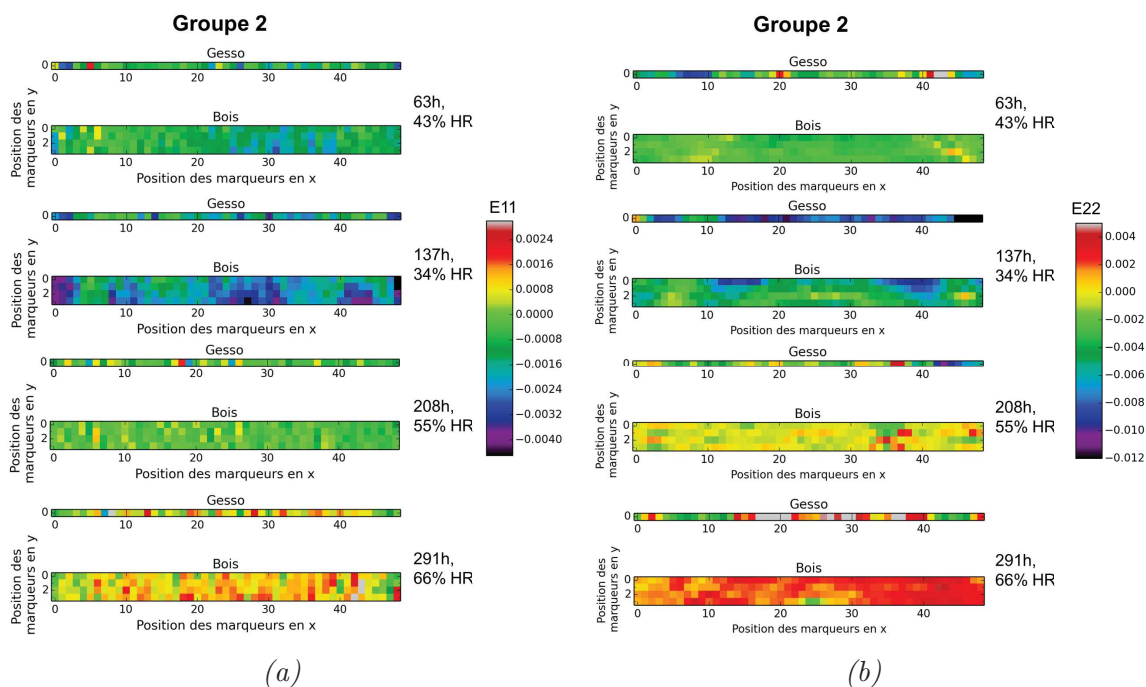 Groupe 2
Gesso
0
0 10 20 30 40
63h,
43% HR
Position des
marqueurs en y
Bois
0
2
0 10 20 30 40
Position des marqueurs en x
Gesso
0
0 10 20 30 40
137h,
34% HR
Position des
marqueurs en y
Bois
0
2
0 10 20 30 40
Position des marqueurs en x
Gesso
0
0 10 20 30 40
208h,
55% HR
Position des
marqueurs en y
Bois
0
2
0 10 20 30 40
Position des marqueurs en x
Gesso
0
0 10 20 30 40
291h,
66% HR
Position des
marqueurs en y
Bois
0
2
0 10 20 30 40
Position des marqueurs en x
E11
0.0024
0.0016
0.0008
0.0000
−0.0008
−0.0016
−0.0024
−0.0032
−0.0040
(a)
Groupe 2
Gesso
0
0 10 20 30 40
63h,
43% HR
Position des
marqueurs en y
Bois
0
2
0 10 20 30 40
Position des marqueurs en x
Gesso
0
0 10 20 30 40
137h,
34% HR
Position des
marqueurs en y
Bois
0
2
0 10 20 30 40
Position des marqueurs en x
Gesso
0
0 10 20 30 40
208h,
55% HR
Position des
marqueurs en y
Bois
0
2
0 10 20 30 40
Position des marqueurs en x
Gesso
0
0 10 20 30 40
291h,
66% HR
Position des
marqueurs en y
Bois
0
2
0 10 20 30 40
Position des marqueurs en x
E22
0.004
0.002
0.000
−0.002
−0.004
−0.006
−0.008
−0.010
−0.012
(b)